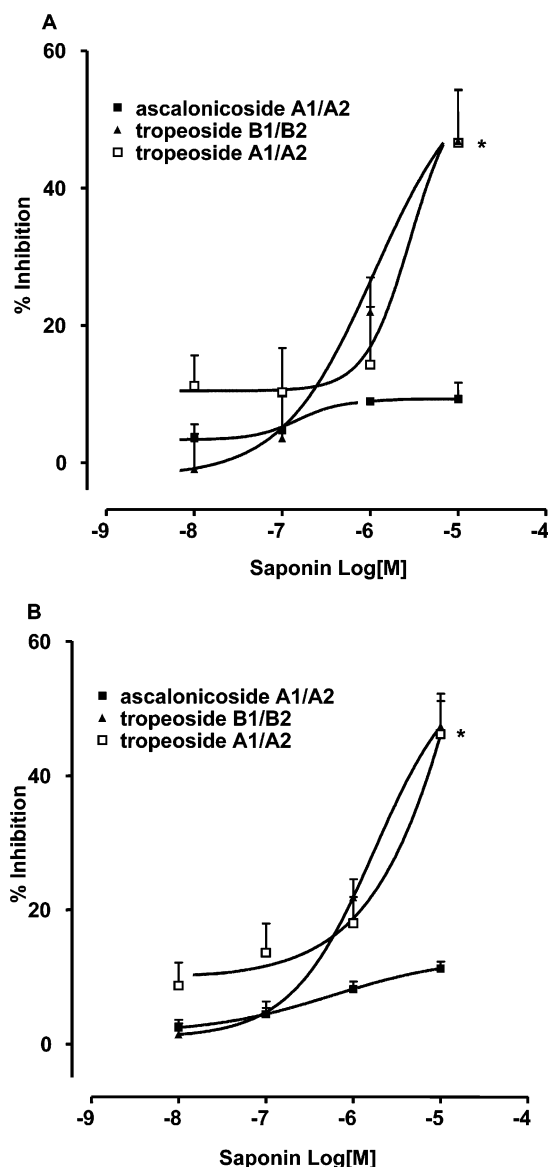 A
60
ascalonicoside A1/A2
tropeoside B1/B2
tropeoside A1/A2
40
% Inhibition
20
0
*
-9 -8 -7 -6 -5 -4
Saponin Log[M]
B
60
ascalonicoside A1/A2
tropeoside B1/B2
tropeoside A1/A2
40
% Inhibition
20
0
*
-9 -8 -7 -6 -5 -4
Saponin Log[M]